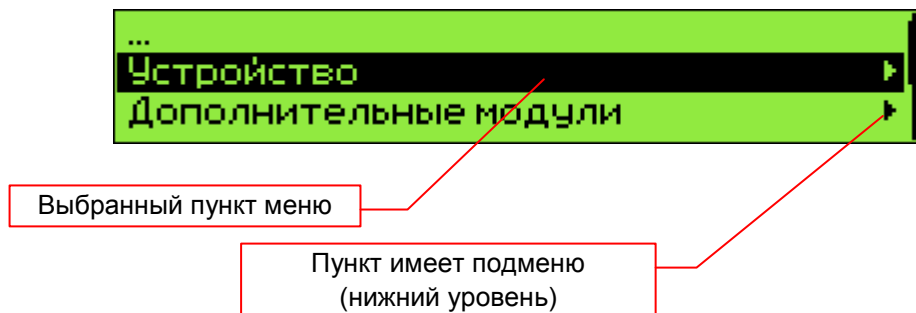 ...
Устройство
Дополнительные модули
Выбранный пункт меню
Пункт имеет подменю
(нижний уровень)